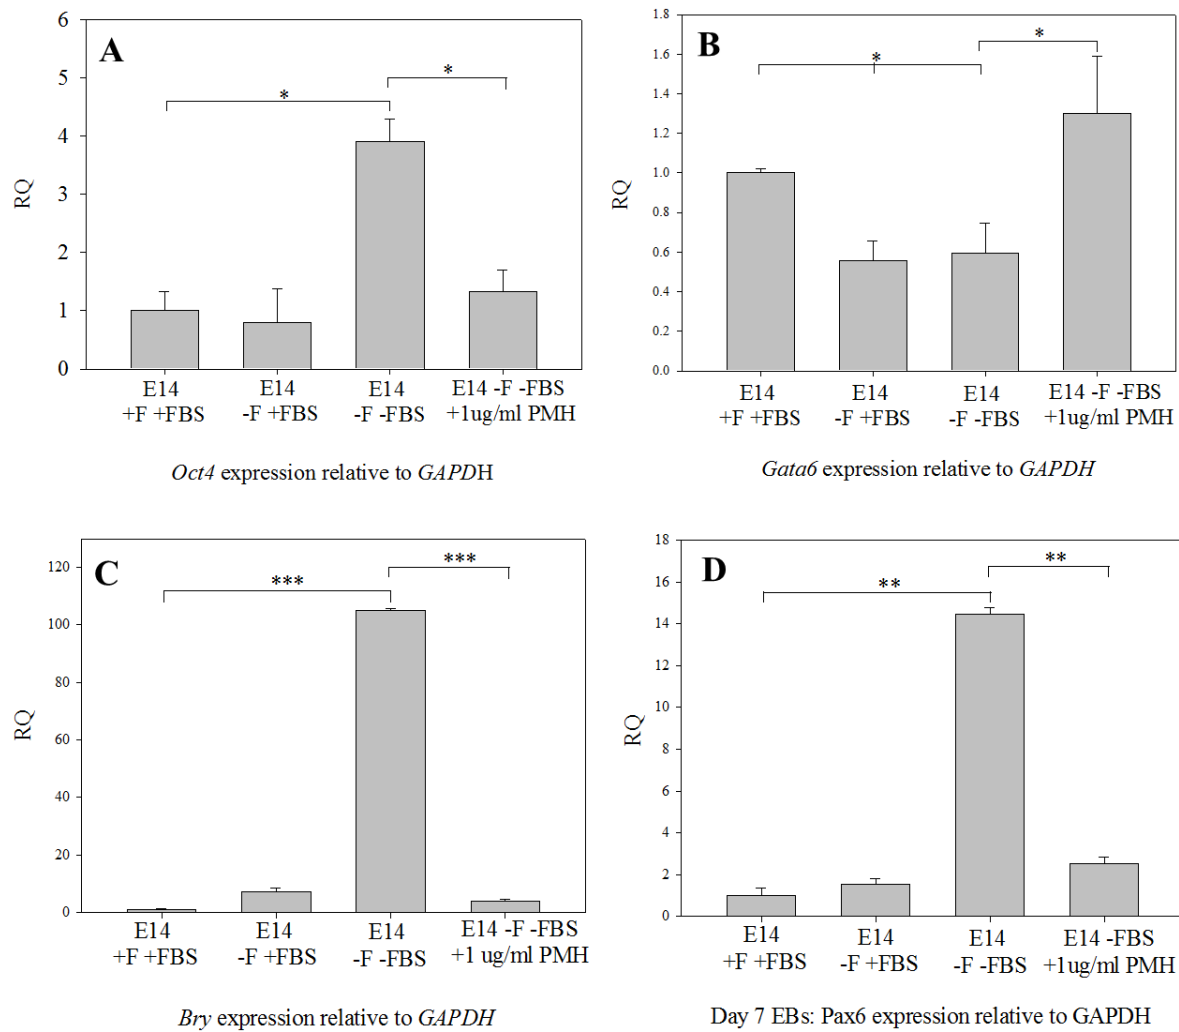 A
RQ
6
5
4
3
2
1
0
*
*
E14
+F +FBS
E14
-F +FBS
E14
-F -FBS
E14 -F -FBS
+1ug/ml PMH
Oct4 expression relative to GAPDH
B
RQ
1.8
1.6
1.4
1.2
1.0
0.8
0.6
0.4
0.2
0.0
*
*
E14
+F +FBS
E14
-F +FBS
E14
-F -FBS
E14 -F -FBS
+1ug/ml PMH
Gata6 expression relative to GAPDH
C
RQ
120
100
80
60
40
20
0
***
***
E14
+F +FBS
E14
-F +FBS
E14
-F -FBS
E14 -F -FBS
+1 ug/ml PMH
Bry expression relative to GAPDH
D
RQ
18
16
14
12
10
8
6
4
2
0
**
**
E14
+F +FBS
E14
-F +FBS
E14
-F -FBS
E14 -FBS
+1ug/ml PMH
Day 7 EBs: Pax6 expression relative to GAPDH